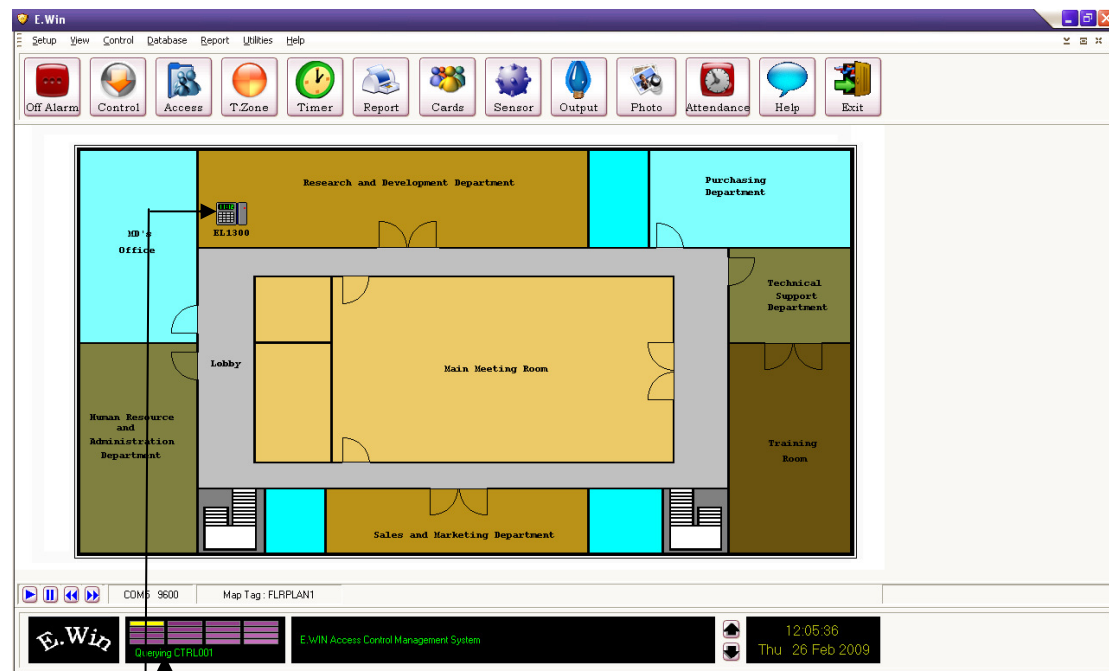 E.Win
Setup View Control Database Report Utilities Help
Off Alarm Control Access T.Zone Timer Report Cards Sensor Output Photo Attendance Help Exit
Research and Development Department
Purchasing
Department
EL1300
MD's
Office
Technical
Support
Department
Lobby
Main Meeting Room
Human Resource
and
Administration
Department
Training
Room
Sales and Marketing Department
COM5 9600 Map Tag : FLRPLAN1
E.Win
Querying CTRL001
E.WIN Access Control Management System
12:05:36
Thu 26 Feb 2009